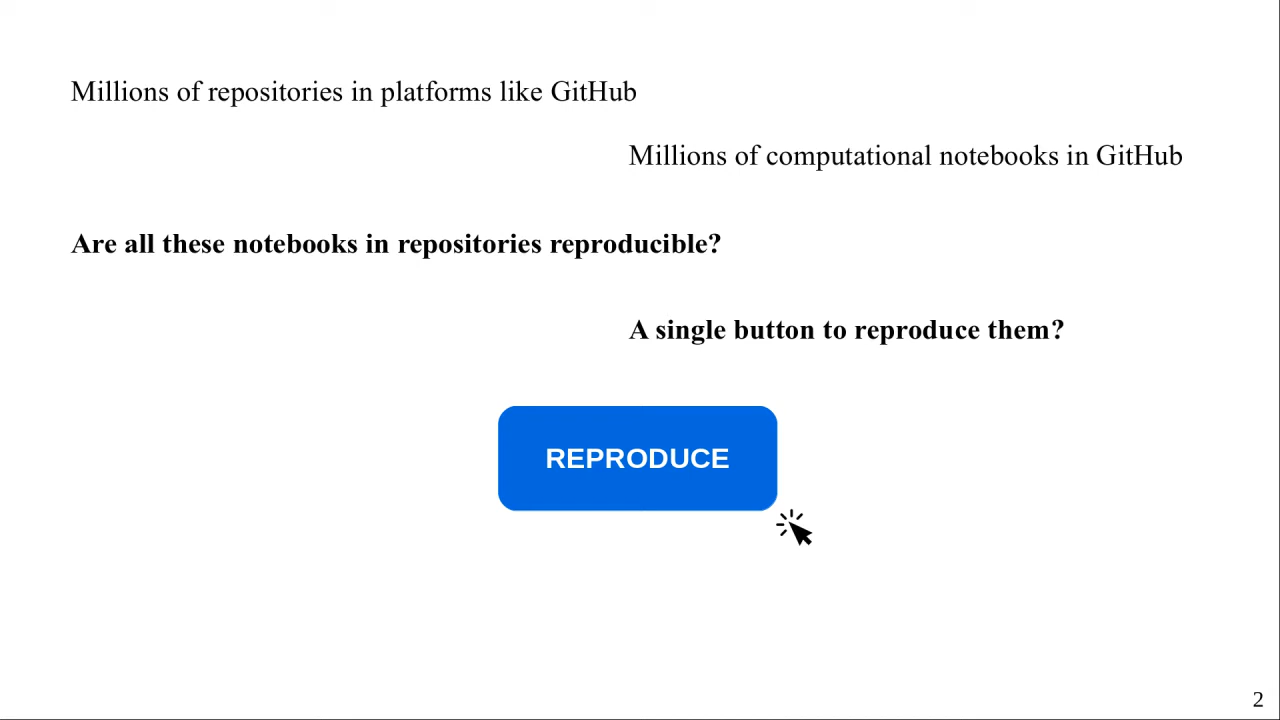 Millions of repositories in platforms like GitHub
Millions of computational notebooks in GitHub
Are all these notebooks in repositories reproducible?
A single button to reproduce them?
REPRODUCE
2